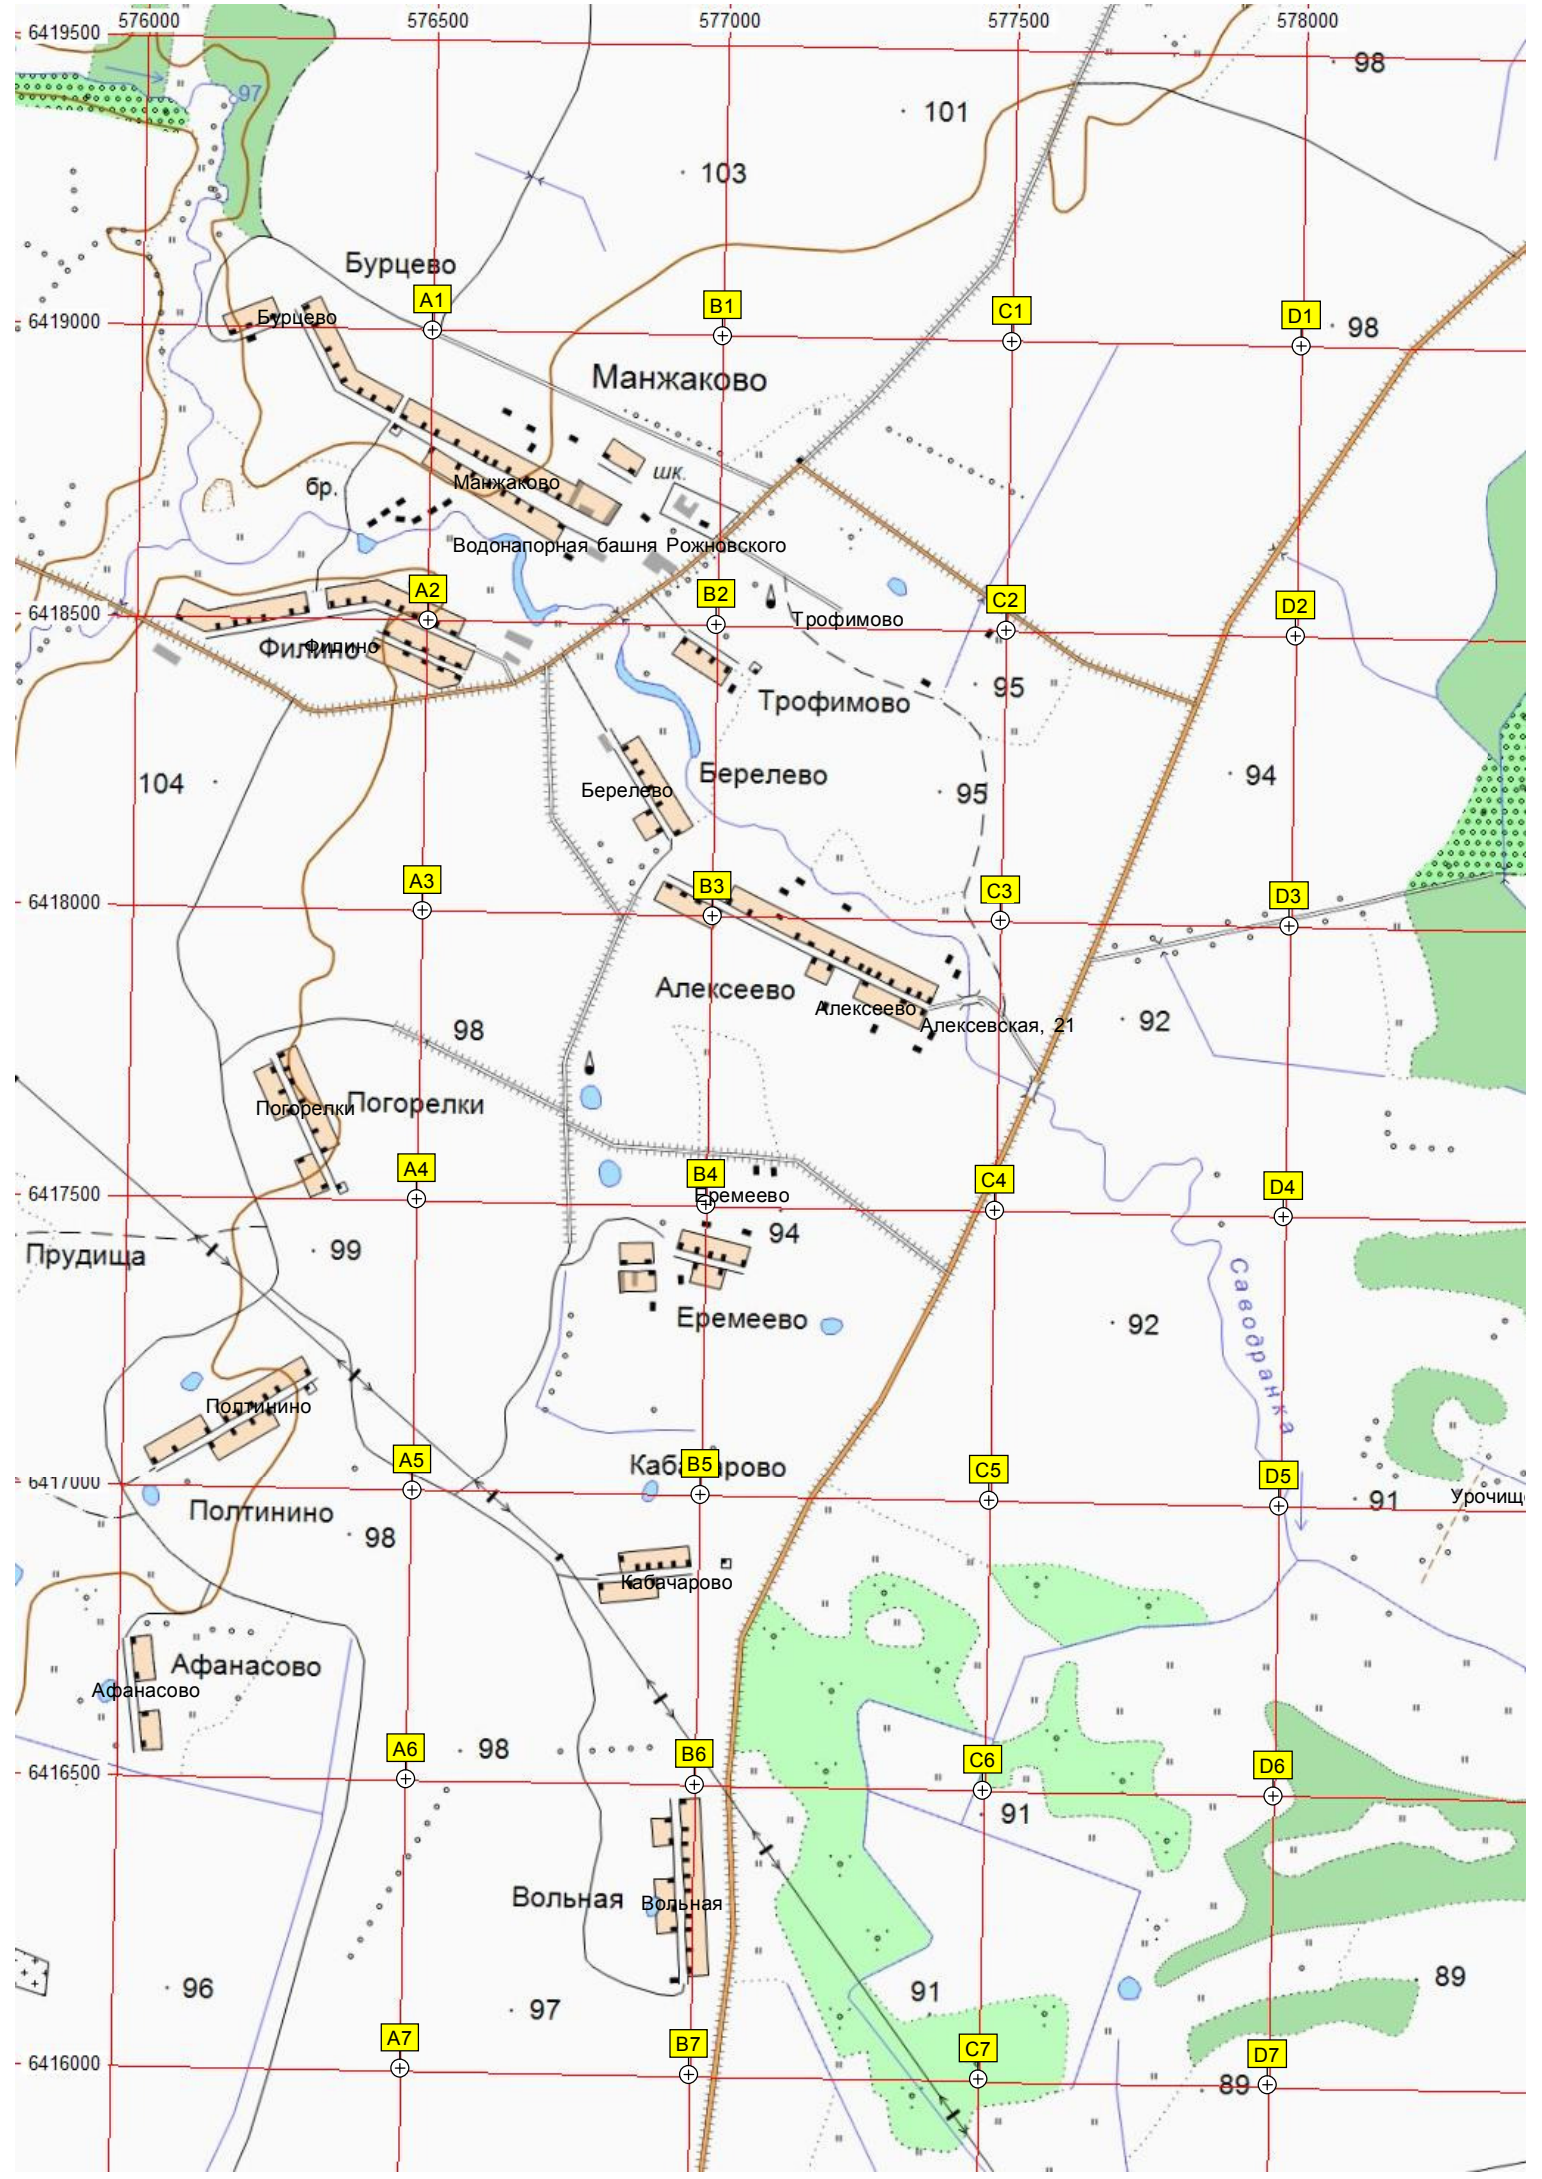 576000 576500 577000 577500 578000
6419500
98
97
101
103
Бурцево
A1
B1
C1
D1
6419000
Бурцево
98
Манжаково
шк.
Манжаково
бр.
Водонапорная башня Рожновского
A2
B2
C2
D2
6418500
Трофимово
Филино
Филино
95
Трофимово
Берелево
94
104
Берелево
95
A3
B3
C3
D3
6418000
Алексеево
Алексеево
92
98
Алексевская, 21
Погорелки
Погорелки
A4
B4
C4
D4
6417500
Еремеево
94
99
Прудища
Еремеево
92
Саводранка
Полтинино
A5
B5
C5
D5
Кабачарово
6417000
91
Урочищ
Полтинино
98
Кабачарово
Афанасово
Афанасово
A6
98
B6
C6
D6
6416500
91
Вольная
Вольная
96
97
91
89
A7
B7
C7
D7
6416000
89